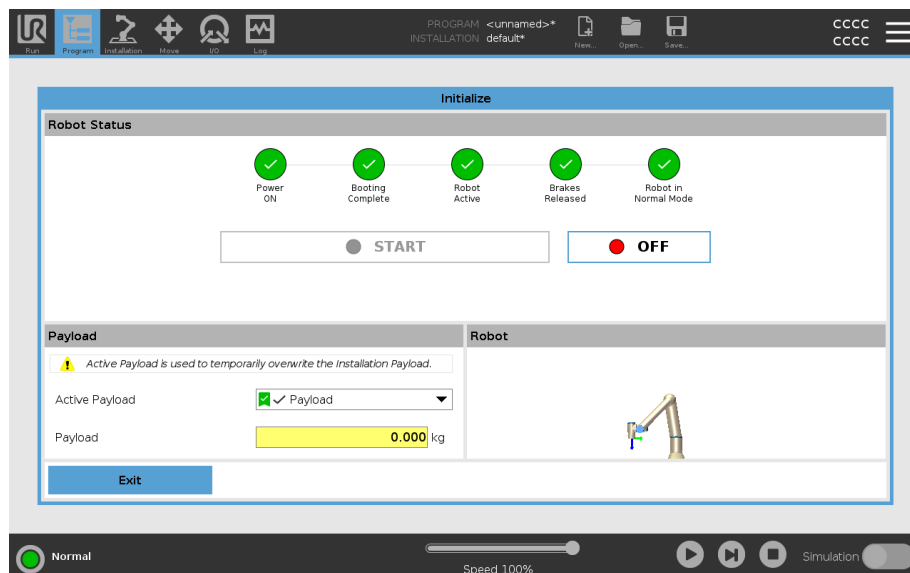 PROGRAM <unnamed>*
INSTALLATION default*
CCCC
CCCC
Run
Program
Installation
Move
I/O
Log
New...
Open...
Save...
Initialize
Robot Status
Power ON
Booting Complete
Robot Active
Brakes Released
Robot in Normal Mode
START
OFF
Payload
Robot
Active Payload is used to temporarily overwrite the Installation Payload.
Active Payload
Payload
Payload
0.000 kg
Exit
Normal
Speed 100%
Simulation